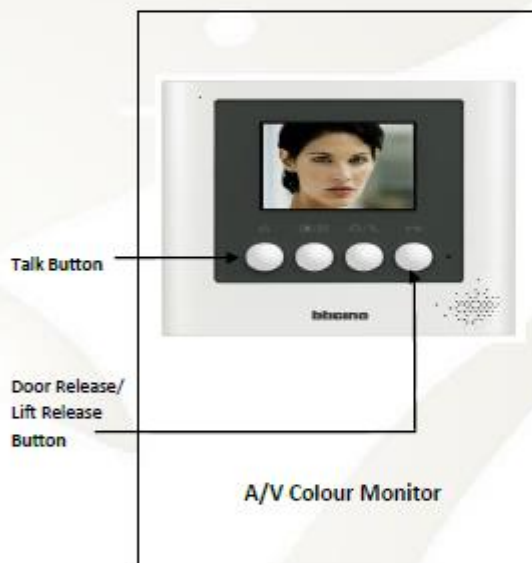 Talk Button
bticino
Door Release/
Lift Release
Button
A/V Colour Monitor